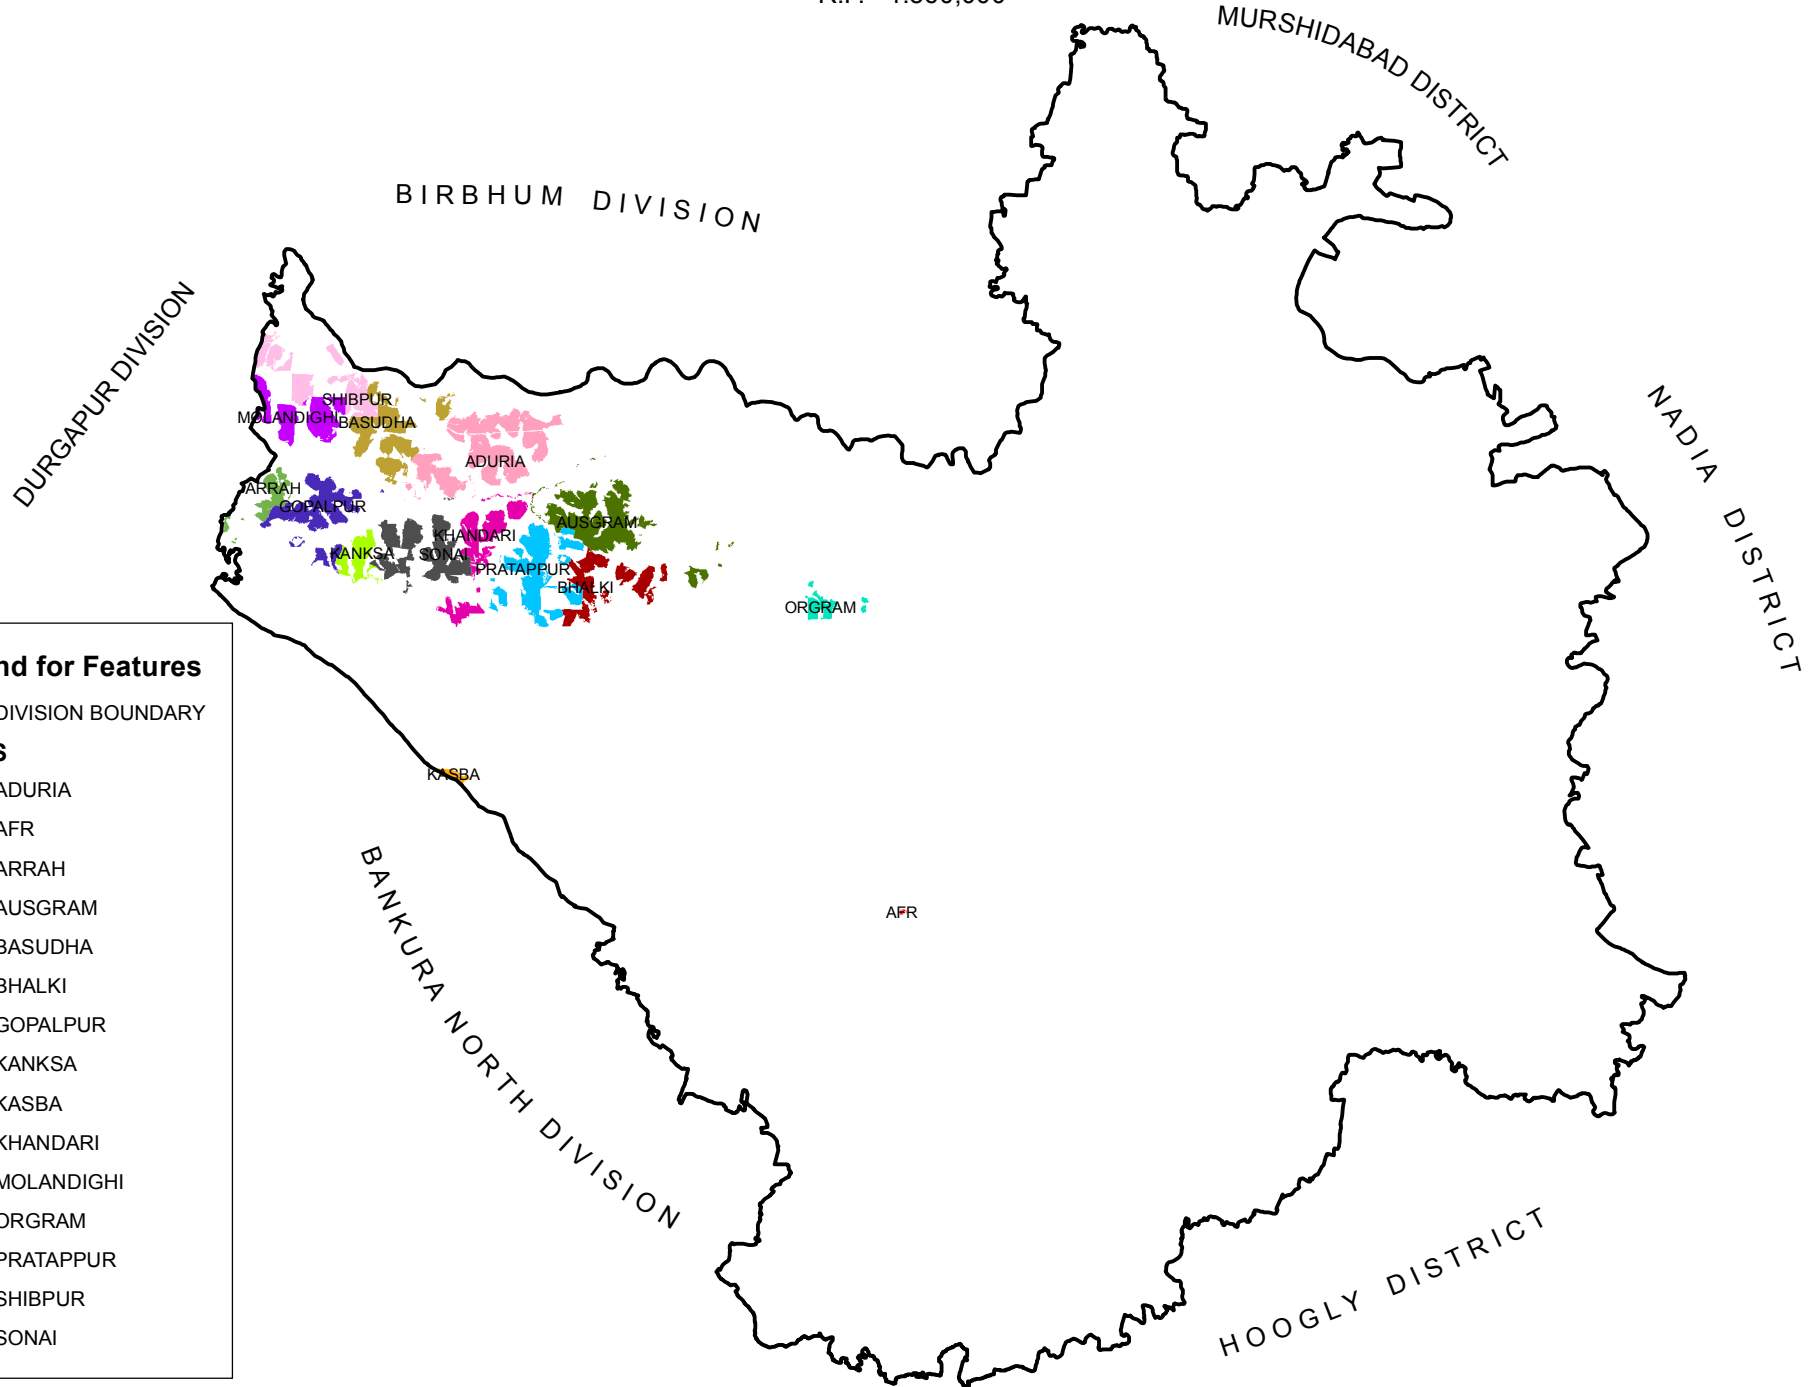 MURSHIDABAD DISTRICT
BIRBHUM DIVISION
DURGAPUR DIVISION
NADIA DISTRICT
SHIBPUR
MOLANDIGHI
BASUDHA
ADURIA
ARRAH
GOPALPUR
AUSGRAM
KHANDARI
KANKSA
SONAI
PRATAPPUR
BHALKI
ORGRAM
KASBA
AFR
BANKURA NORTH DIVISION
HOOGLY DISTRICT
nd for Features
DIVISION BOUNDARY
S
ADURIA
AFR
ARRAH
AUSGRAM
BASUDHA
BHALKI
GOPALPUR
KANKSA
KASBA
KHANDARI
MOLANDIGHI
ORGRAM
PRATAPPUR
SHIBPUR
SONAI